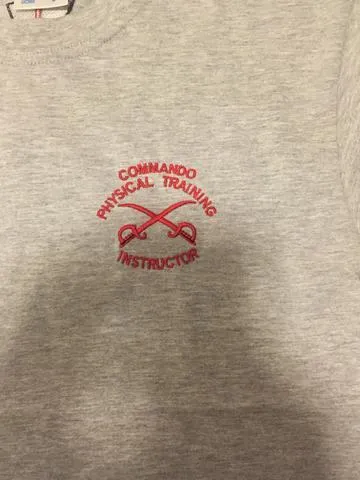 COMMANDO
PHYSICAL TRAINING
INSTRUCTOR